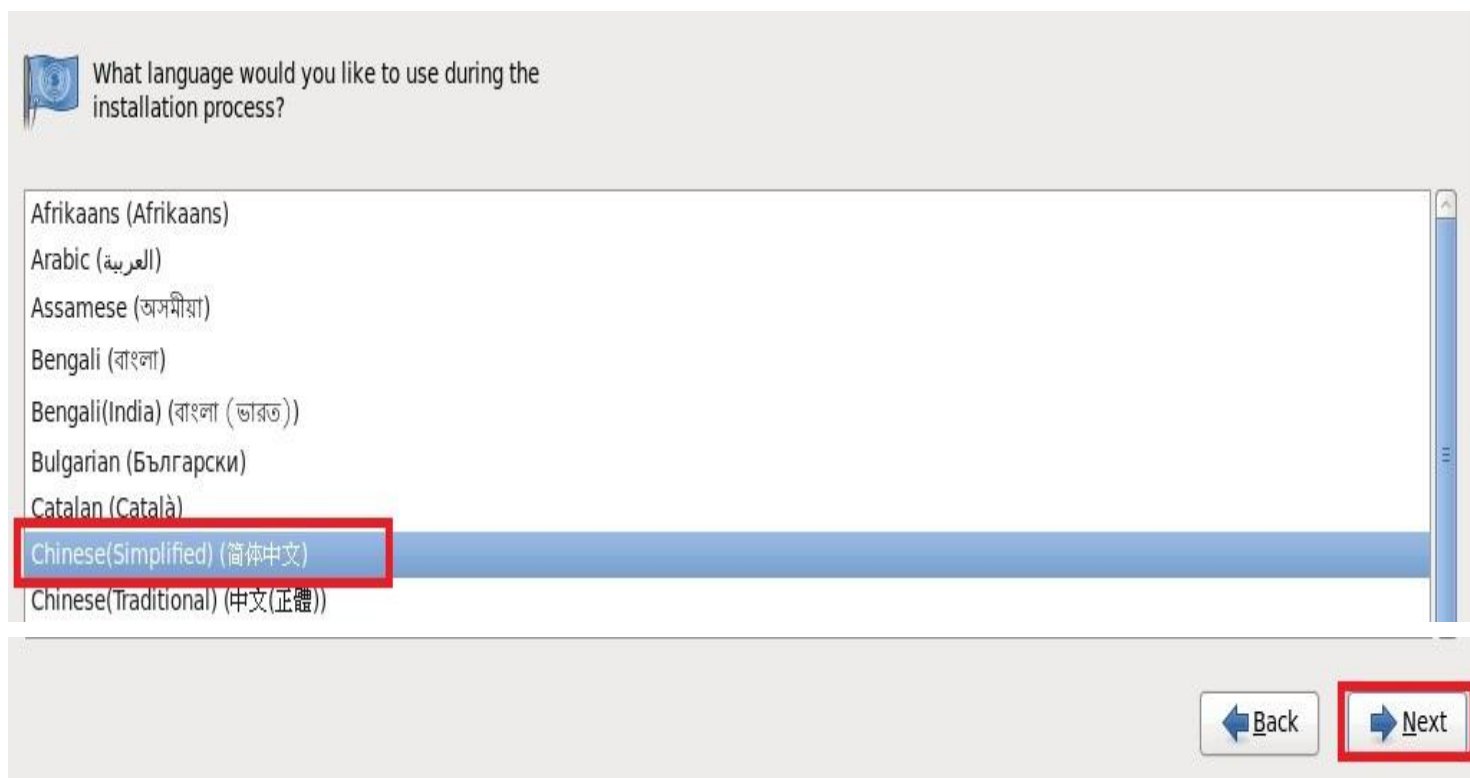 What language would you like to use during the
installation process?
Afrikaans (Afrikaans)
Arabic (العربية)
Assamese (অসমীয়া)
Bengali (বাংলা)
Bengali(India) (বাংলা (ভারত))
Bulgarian (Български)
Catalan (Català)
Chinese(Simplified) (简体中文)
Chinese(Traditional) (中文(正體))
Back Next